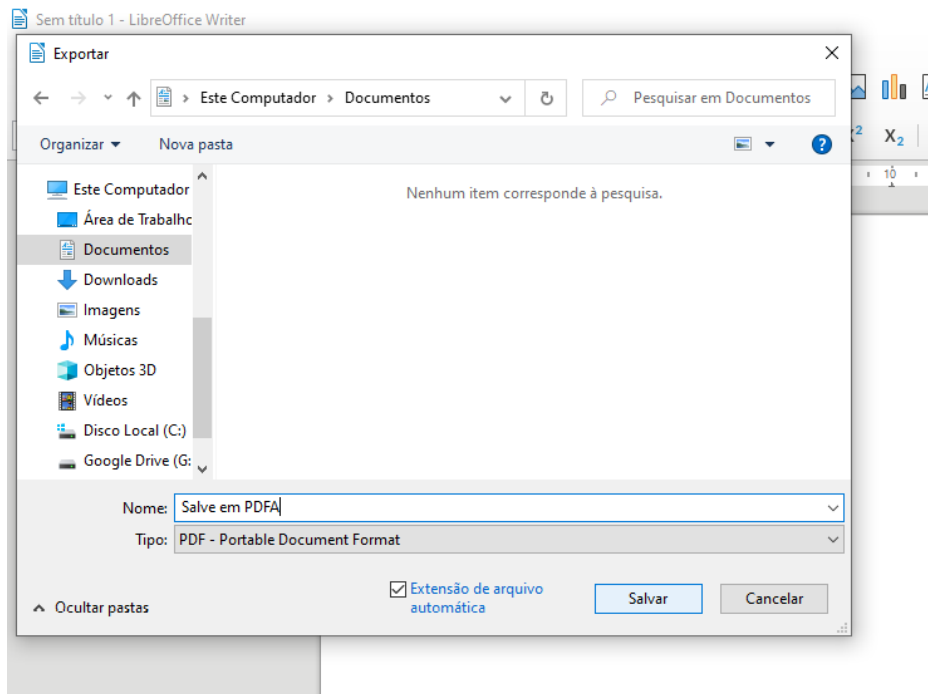 Sem título 1 - LibreOffice Writer
Exportar
Este Computador > Documentos
Pesquisar em Documentos
Organizar
Nova pasta
Este Computador
Área de Trabalho
Documentos
Downloads
Imagens
Músicas
Objetos 3D
Vídeos
Disco Local (C:)
Google Drive (G:
Nenhum item corresponde à pesquisa.
Nome: Salve em PDFA
Tipo: PDF - Portable Document Format
Extensão de arquivo
automática
Ocultar pastas
Salvar
Cancelar
X₂
10